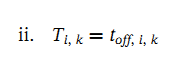 ii. T_{i, k} = t_{off, i, k}